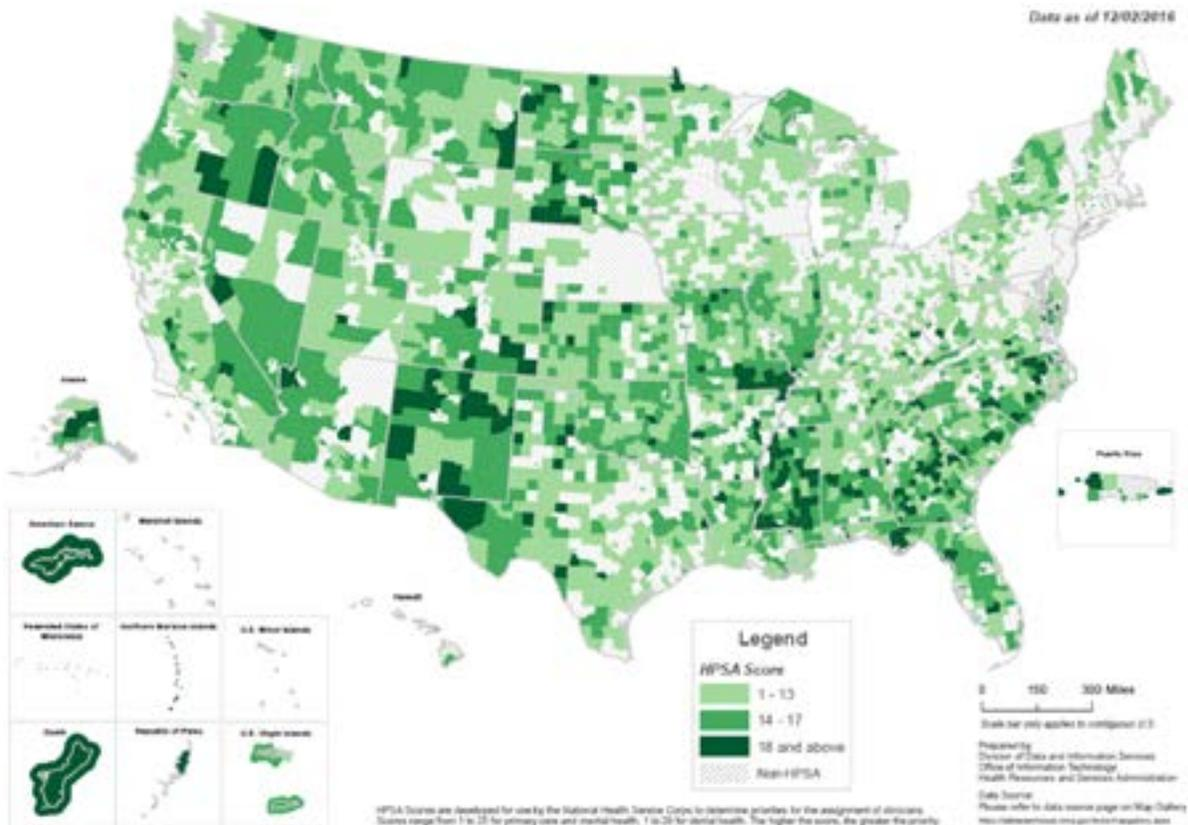 Data as of 12/02/2016
Alaska
Puerto Rico
American Samoa
Marshall Islands
Hawaii
Federated States of Micronesia
Northern Mariana Islands
U.S. Minor Islands
Guam
Republic of Palau
U.S. Virgin Islands
Legend
HPSA Score
1 - 13
14 - 17
18 and above
Non-HPSA
0 150 300 Miles
Scale bar only applies to contiguous U.S.
Prepared by:
Division of Data and Information Services
Office of Information Technology
Health Resources and Services Administration
Data Source:
Please refer to data source page on Map Gallery
HPSA Scores are developed for use by the National Health Service Corps to determine priorities for the assignment of clinicians.
Scores range from 1 to 25 for primary care and mental health, 1 to 26 for dental health. The higher the score, the greater the priority.